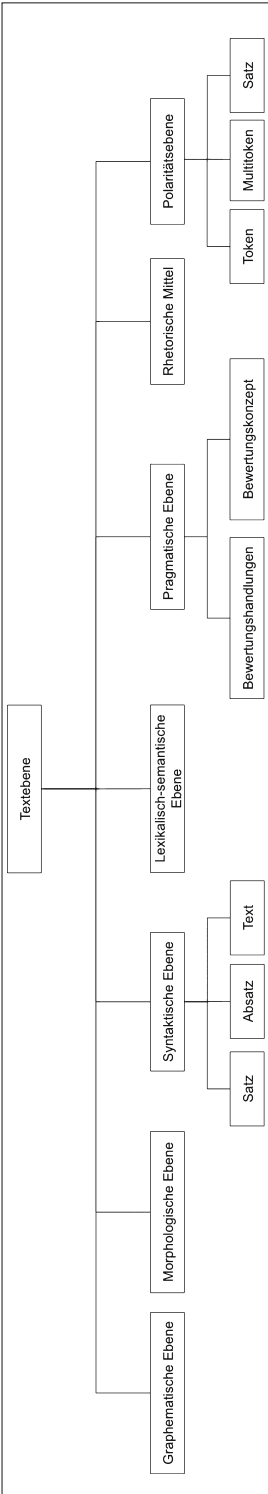 Textebene
Graphematische Ebene
Morphologische Ebene
Syntaktische Ebene
Lexikalisch-semantische
Ebene
Pragmatische Ebene
Rhetorische Mittel
Polaritätsebene
Satz
Absatz
Text
Bewertungshandlungen
Bewertungskonzept
Token
Multitoken
Satz